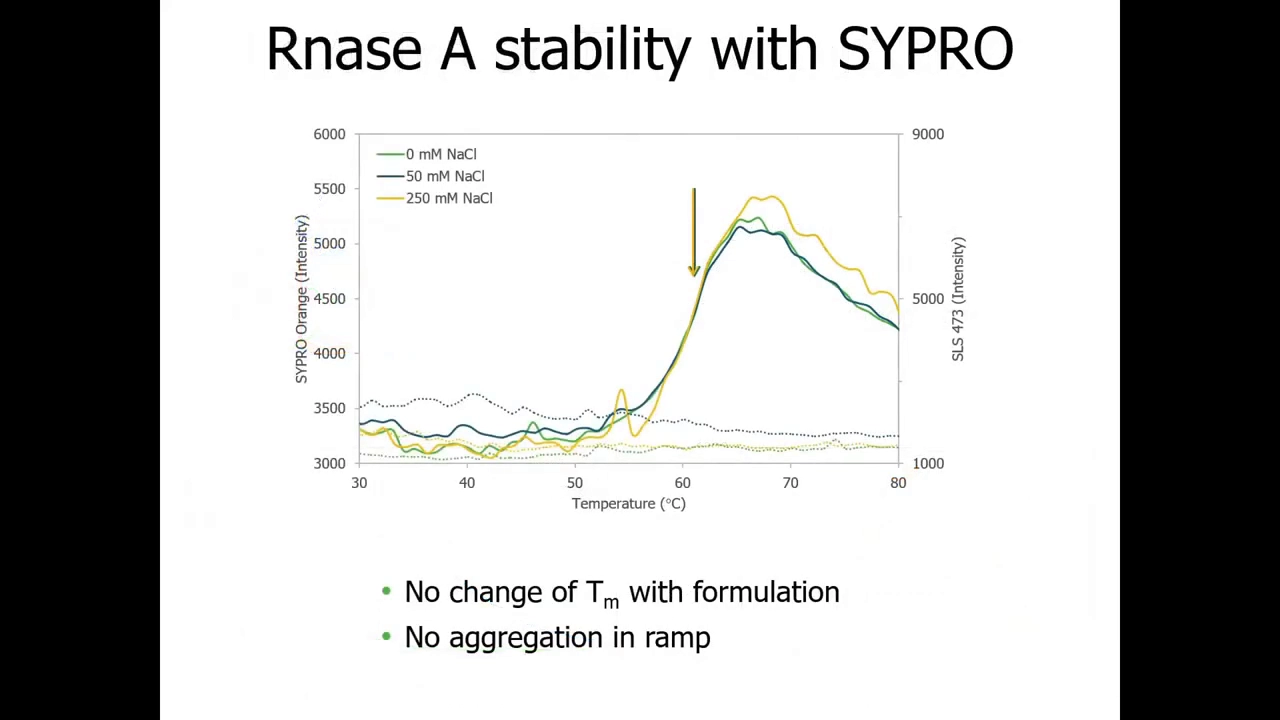 Rnase A stability with SYPRO
6000
5500
5000
4500
4000
3500
3000
SYPRO Orange (Intensity)
0 mM NaCl
50 mM NaCl
250 mM NaCl
9000
5000
1000
SLS 473 (Intensity)
30 40 50 60 70 80
Temperature (°C)
• No change of Tm with formulation
• No aggregation in ramp